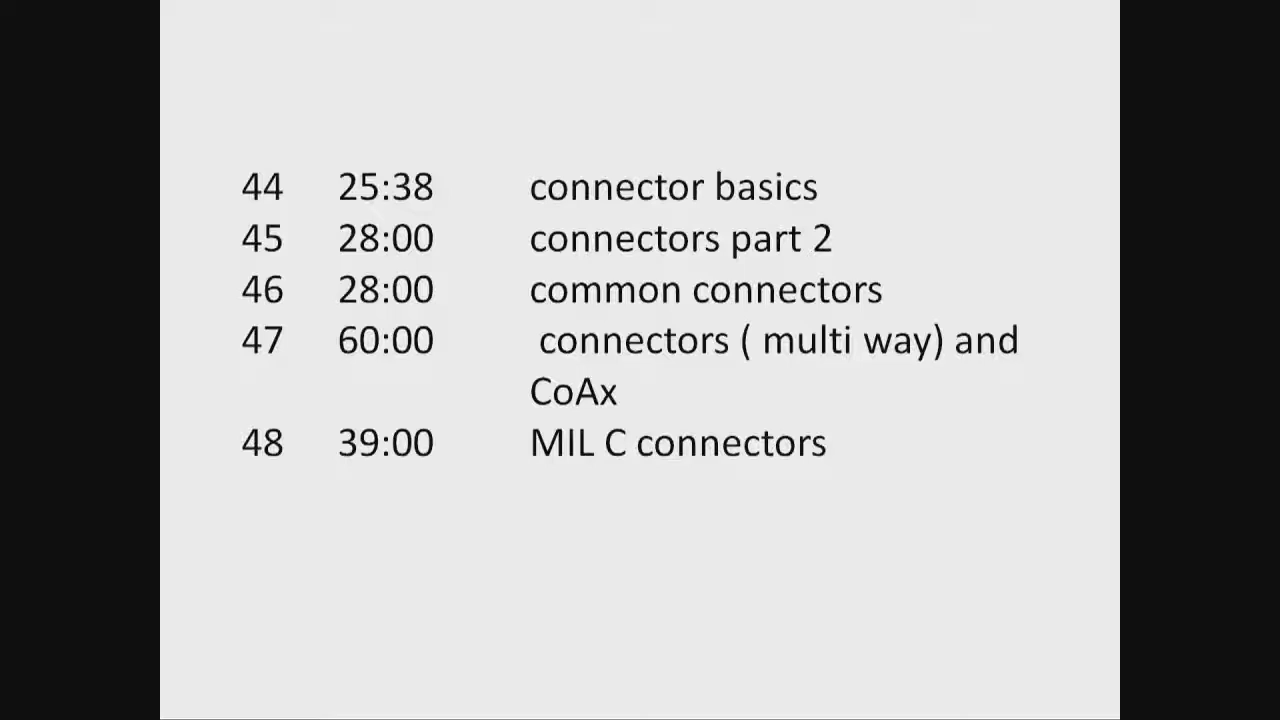 44 25:38 connector basics
45 28:00 connectors part 2
46 28:00 common connectors
47 60:00 connectors ( multi way) and
CoAx
48 39:00 MIL C connectors